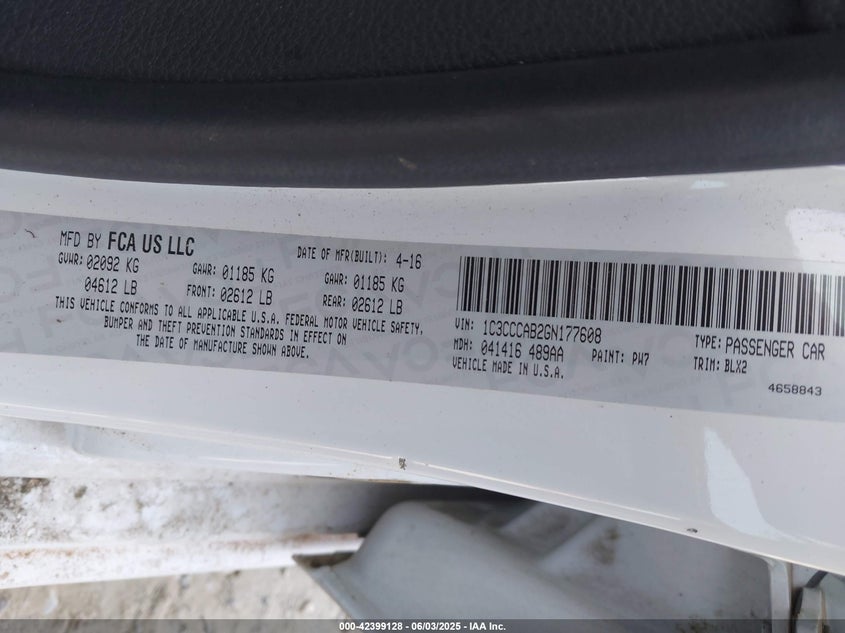 MFD BY FCA US LLC
DATE OF MFR(BUILT): 4-16
GVWR: 02092 KG GAWR: 01185 KG GAWR: 01185 KG
04612 LB FRONT: 02612 LB REAR: 02612 LB
THIS VEHICLE CONFORMS TO ALL APPLICABLE U.S.A. FEDERAL MOTOR VEHICLE SAFETY,
BUMPER AND THEFT PREVENTION STANDARDS IN EFFECT ON
THE DATE OF MANUFACTURE SHOWN ABOVE.
VIN: 1C3CCCAB2GN177608 TYPE: PASSENGER CAR
MDH: 041416 489AA PAINT: PW7 TRIM: BLX2
VEHICLE MADE IN U.S.A.
4658843
000-42399128 - 06/03/2025 - IAA Inc.